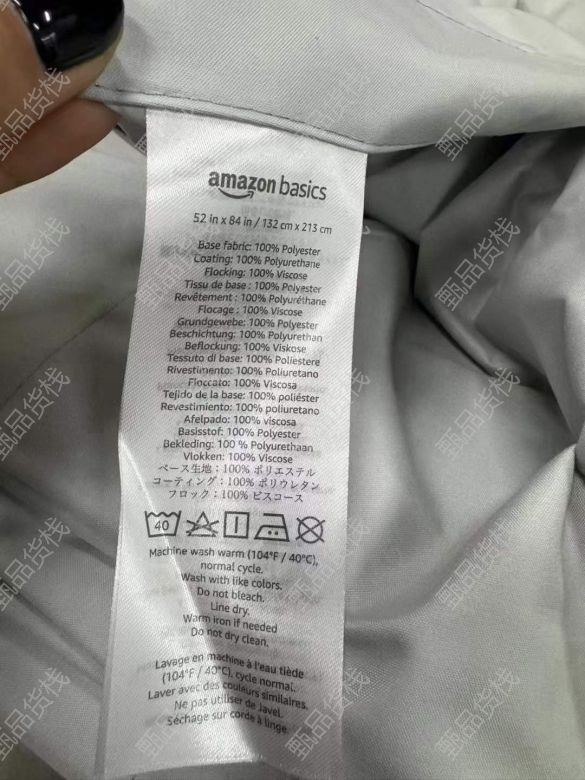 amazon basics
52 in x 84 in / 132 cm x 213 cm
Base fabric: 100% Polyester
Coating: 100% Polyurethane
Flocking: 100% Viscose
Tissu de base : 100% Polyester
Revêtement : 100% Polyuréthane
Flocage : 100% Viscose
Grundgewebe: 100% Polyester
Beschichtung: 100% Polyurethan
Beflockung: 100% Viskose
Tessuto di base: 100% Poliestere
Rivestimento: 100% Poliuretano
Floccato: 100% Viscosa
Tejido de la base: 100% poliéster
Revestimiento: 100% poliuretano
Afelpado: 100% viscosa
Basisstof: 100% Polyester
Bekleding: 100 % Polyurethaan
Vlokken: 100% Viscose
ベース生地：100% ポリエステル
コーティング：100% ポリウレタン
フロック：100% ビスコース
40
Machine wash warm (104°F / 40°C),
normal cycle.
Wash with like colors.
Do not bleach.
Line dry.
Warm iron if needed
Do not dry clean.
Lavage en machine à l'eau tiède
(104°F / 40°C), cycle normal.
Laver avec des couleurs similaires.
Ne pas utiliser de Javel.
Séchage sur corde à linge.
甄品货栈